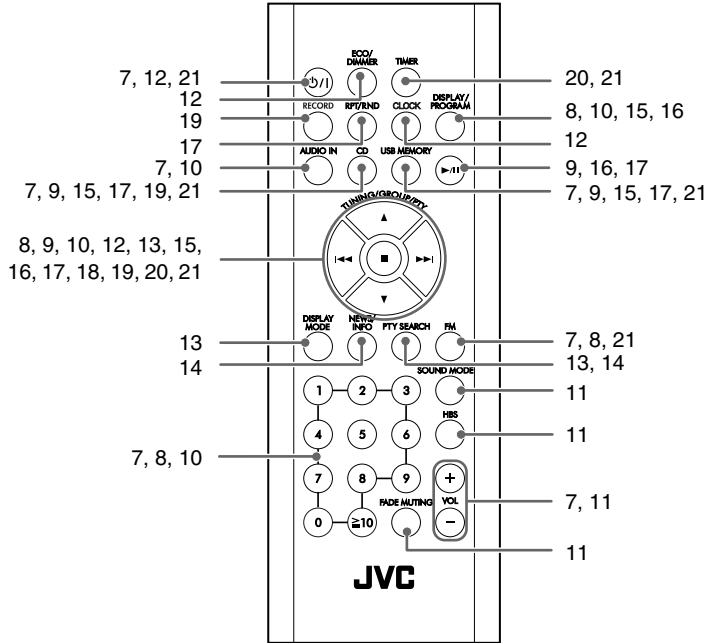 ECO/
DIMMER
TIMER
7, 12, 21
⏻/I
20, 21
12
RECORD
RPT/RND
CLOCK
DISPLAY/
PROGRAM
8, 10, 15, 16
19
12
17
AUDIO IN
CD
USB MEMORY
►/II
9, 16, 17
7, 10
7, 9, 15, 17, 19, 21
7, 9, 15, 17, 21
TUNING/GROUP/PTY
8, 9, 10, 12, 13, 15,
16, 17, 18, 19, 20, 21
DISPLAY
MODE
NEWS/
INFO
PTY SEARCH
FM
13
7, 8, 21
14
13, 14
SOUND MODE
11
1 2 3
HBS
4 5 6
11
7, 8, 10
7 8 9
+
VOL
−
7, 11
FADE MUTING
0 ≧10
11
JVC